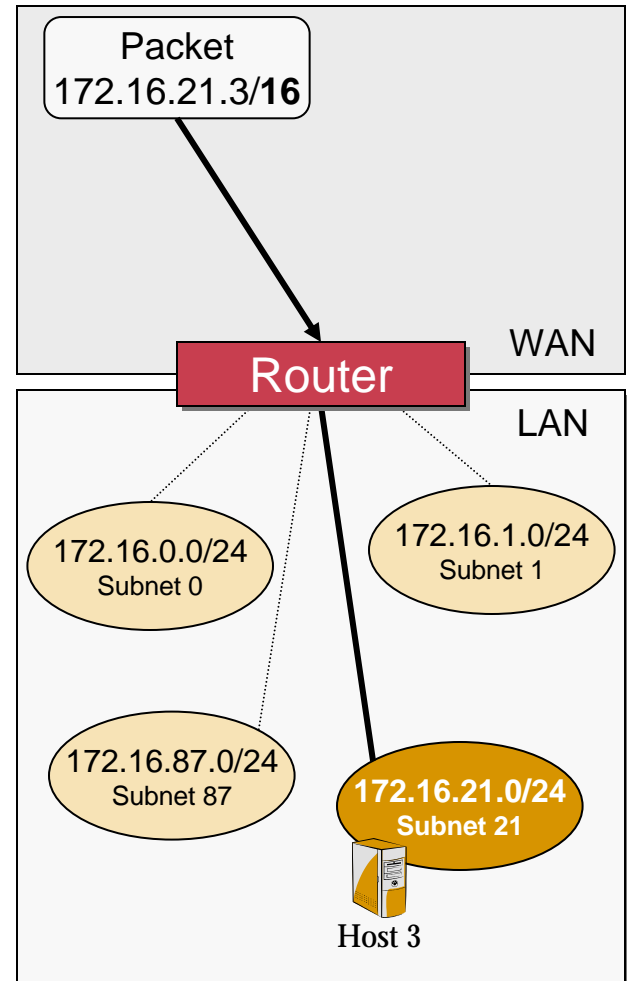 Packet
172.16.21.3/16
WAN
Router
LAN
172.16.0.0/24
Subnet 0
172.16.1.0/24
Subnet 1
172.16.87.0/24
Subnet 87
172.16.21.0/24
Subnet 21
Host 3